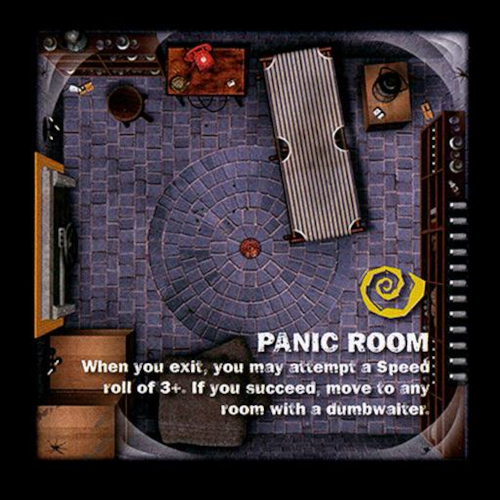 PANIC ROOM
When you exit, you may attempt a Speed
roll of 3+. If you succeed, move to any
room with a dumbwaiter.